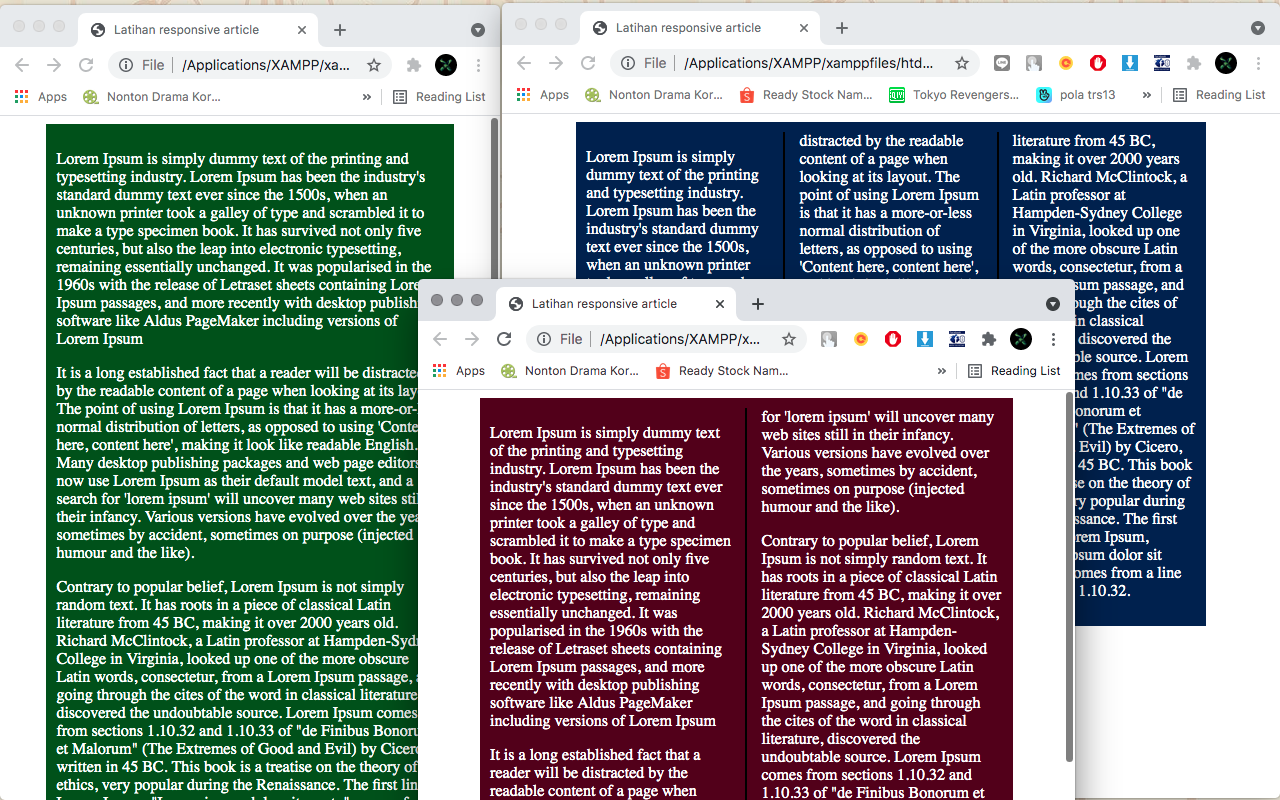 Latihan responsive article
File
/Applications/XAMPP/xa...
Apps
Nonton Drama Kor...
»
Reading List
Lorem Ipsum is simply dummy text of the printing and
typesetting industry. Lorem Ipsum has been the industry's
standard dummy text ever since the 1500s, when an
unknown printer took a galley of type and scrambled it to
make a type specimen book. It has survived not only five
centuries, but also the leap into electronic typesetting,
remaining essentially unchanged. It was popularised in the
1960s with the release of Letraset sheets containing Lore
Ipsum passages, and more recently with desktop publish
software like Aldus PageMaker including versions of
Lorem Ipsum
It is a long established fact that a reader will be distracte
by the readable content of a page when looking at its lay
The point of using Lorem Ipsum is that it has a more-or-
normal distribution of letters, as opposed to using 'Conte
here, content here', making it look like readable English.
Many desktop publishing packages and web page editors
now use Lorem Ipsum as their default model text, and a
search for 'lorem ipsum' will uncover many web sites sti
their infancy. Various versions have evolved over the yea
sometimes by accident, sometimes on purpose (injected
humour and the like).
Contrary to popular belief, Lorem Ipsum is not simply
random text. It has roots in a piece of classical Latin
literature from 45 BC, making it over 2000 years old.
Richard McClintock, a Latin professor at Hampden-Syd
College in Virginia, looked up one of the more obscure
Latin words, consectetur, from a Lorem Ipsum passage,
going through the cites of the word in classical literature
discovered the undoubtable source. Lorem Ipsum comes
from sections 1.10.32 and 1.10.33 of "de Finibus Bonoru
et Malorum" (The Extremes of Good and Evil) by Cicero
written in 45 BC. This book is a treatise on the theory of
ethics, very popular during the Renaissance. The first lin
Latihan responsive article
File
/Applications/XAMPP/xamppfiles/htd...
Apps
Nonton Drama Kor...
Ready Stock Nam...
Tokyo Revengers...
pola trs13
»
Reading List
Lorem Ipsum is simply
dummy text of the printing
and typesetting industry.
Lorem Ipsum has been the
industry's standard dummy
text ever since the 1500s,
when an unknown printer
distracted by the readable
content of a page when
looking at its layout. The
point of using Lorem Ipsum
is that it has a more-or-less
normal distribution of
letters, as opposed to using
'Content here, content here',
literature from 45 BC,
making it over 2000 years
old. Richard McClintock, a
Latin professor at
Hampden-Sydney College
in Virginia, looked up one
of the more obscure Latin
words, consectetur, from a
sum passage, and
ough the cites of
in classical
discovered the
ble source. Lorem
mes from sections
and 1.10.33 of "de
onorum et
" (The Extremes of
Evil) by Cicero,
45 BC. This book
se on the theory of
ry popular during
ssance. The first
rem Ipsum,
osum dolor sit
omes from a line
1.10.32.
Latihan responsive article
File
/Applications/XAMPP/x...
Apps
Nonton Drama Kor...
Ready Stock Nam...
»
Reading List
Lorem Ipsum is simply dummy text
of the printing and typesetting
industry. Lorem Ipsum has been the
industry's standard dummy text ever
since the 1500s, when an unknown
printer took a galley of type and
scrambled it to make a type specimen
book. It has survived not only five
centuries, but also the leap into
electronic typesetting, remaining
essentially unchanged. It was
popularised in the 1960s with the
release of Letraset sheets containing
Lorem Ipsum passages, and more
recently with desktop publishing
software like Aldus PageMaker
including versions of Lorem Ipsum
It is a long established fact that a
reader will be distracted by the
readable content of a page when
for 'lorem ipsum' will uncover many
web sites still in their infancy.
Various versions have evolved over
the years, sometimes by accident,
sometimes on purpose (injected
humour and the like).
Contrary to popular belief, Lorem
Ipsum is not simply random text. It
has roots in a piece of classical Latin
literature from 45 BC, making it over
2000 years old. Richard McClintock,
a Latin professor at Hampden-
Sydney College in Virginia, looked
up one of the more obscure Latin
words, consectetur, from a Lorem
Ipsum passage, and going through
the cites of the word in classical
literature, discovered the
undoubtable source. Lorem Ipsum
comes from sections 1.10.32 and
1.10.33 of "de Finibus Bonorum et